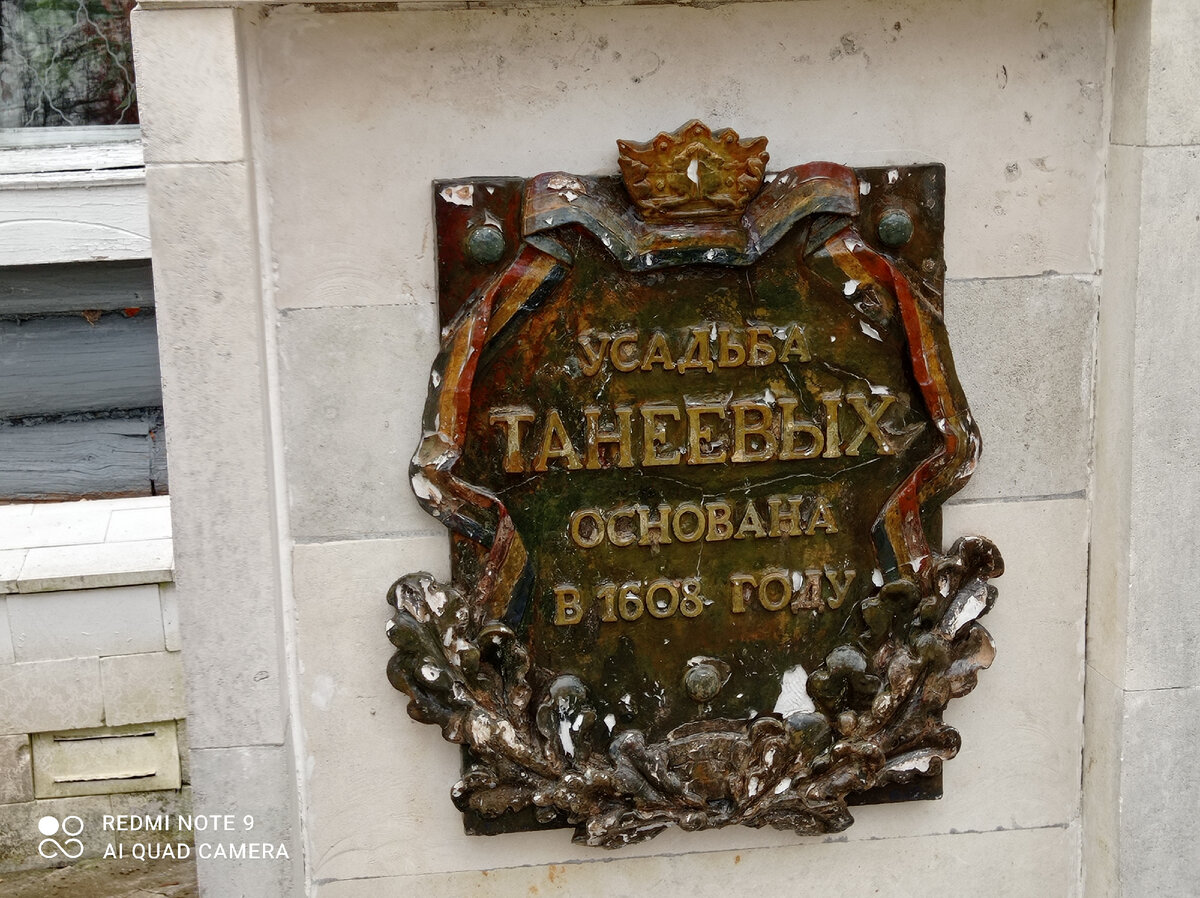 УСАДЬБА
ТАНЕЕВЫХ
ОСНОВАНА
В 1608 ГОДУ
REDMI NOTE 9
AI QUAD CAMERA